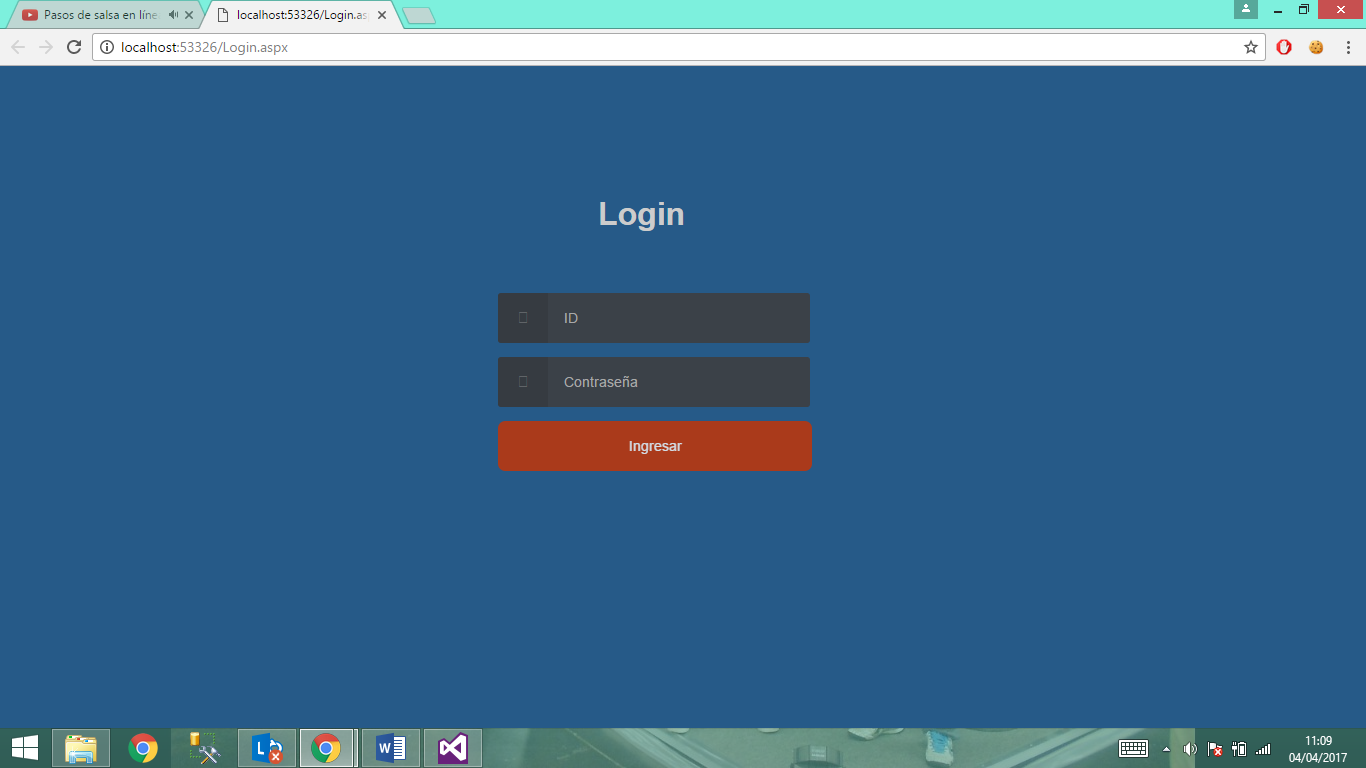 Pasos de salsa en líne
localhost:53326/Login.as
localhost:53326/Login.aspx
Login
ID
Contraseña
Ingresar
11:09
04/04/2017